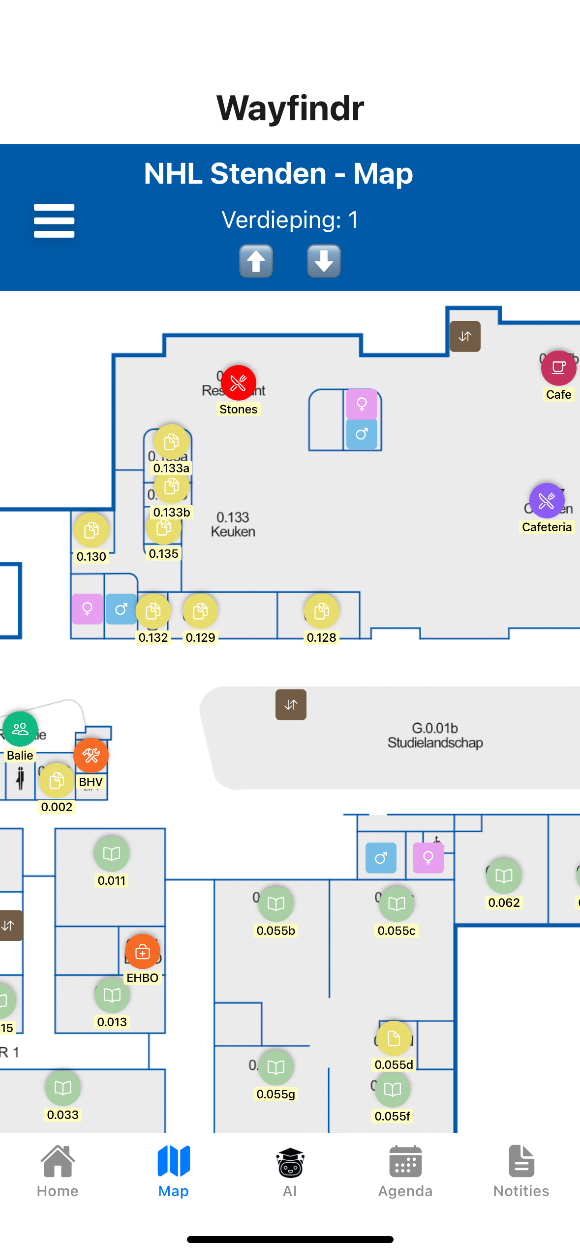 Wayfindr
NHL Stenden - Map
Verdieping: 1
Cafe
Stones
0.133a
0.133b
0.133
Keuken
Cafeteria
0.130
0.135
0.132
0.129
0.128
G.0.01b
Studielandschap
Balie
BHV
0.002
0.011
0.062
0.055b
0.055c
EHBO
0.013
15
R 1
0.055d
0.055g
0.033
0.055f
Home
Map
AI
Agenda
Notities